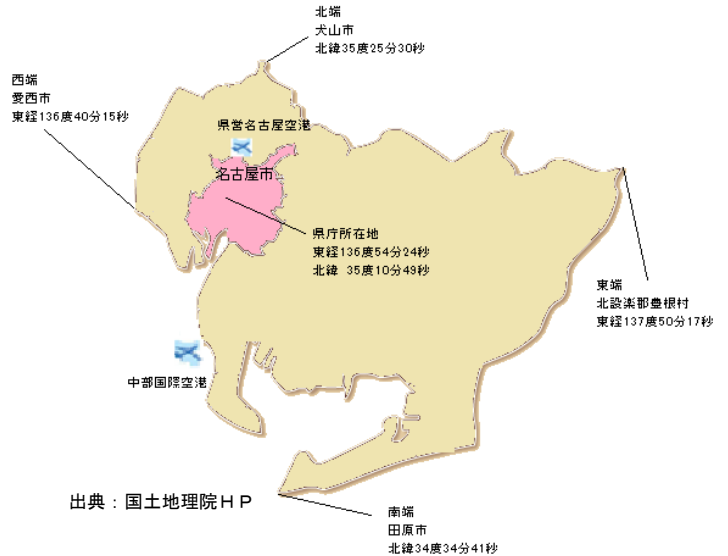 北端
犬山市
北緯35度25分30秒
西端
愛西市
東経136度40分15秒
県営名古屋空港
名古屋市
県庁所在地
東経136度54分24秒
北緯 35度10分49秒
東端
北設楽郡豊根村
東経137度50分17秒
中部国際空港
出典：国土地理院ＨＰ
南端
田原市
北緯34度34分41秒